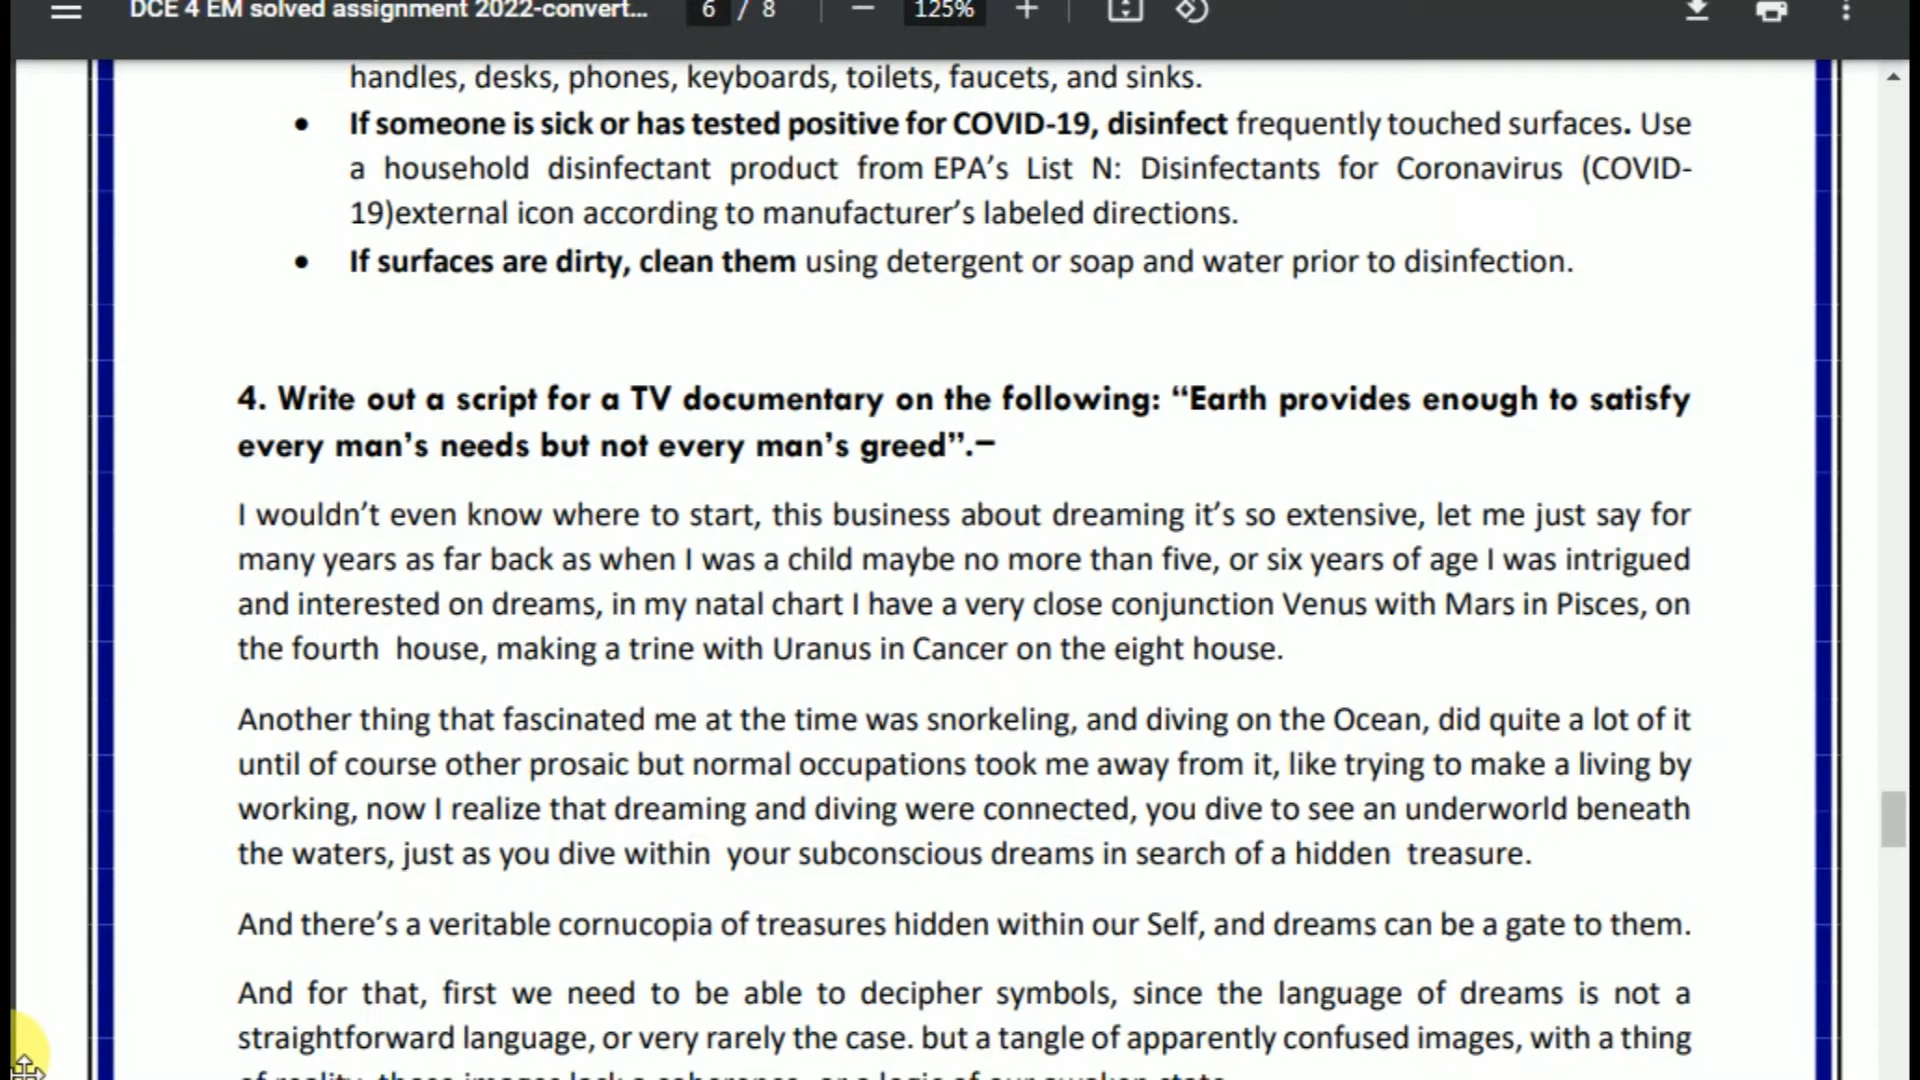 DCE 4 EM solved assignment 2022-convert... 6 / 8 125%
handles, desks, phones, keyboards, toilets, faucets, and sinks.
• If someone is sick or has tested positive for COVID-19, disinfect frequently touched surfaces. Use
a household disinfectant product from EPA’s List N: Disinfectants for Coronavirus (COVID-
19)external icon according to manufacturer’s labeled directions.
• If surfaces are dirty, clean them using detergent or soap and water prior to disinfection.
4. Write out a script for a TV documentary on the following: “Earth provides enough to satisfy
every man’s needs but not every man’s greed”.–
I wouldn’t even know where to start, this business about dreaming it’s so extensive, let me just say for
many years as far back as when I was a child maybe no more than five, or six years of age I was intrigued
and interested on dreams, in my natal chart I have a very close conjunction Venus with Mars in Pisces, on
the fourth house, making a trine with Uranus in Cancer on the eight house.
Another thing that fascinated me at the time was snorkeling, and diving on the Ocean, did quite a lot of it
until of course other prosaic but normal occupations took me away from it, like trying to make a living by
working, now I realize that dreaming and diving were connected, you dive to see an underworld beneath
the waters, just as you dive within your subconscious dreams in search of a hidden treasure.
And there’s a veritable cornucopia of treasures hidden within our Self, and dreams can be a gate to them.
And for that, first we need to be able to decipher symbols, since the language of dreams is not a
straightforward language, or very rarely the case. but a tangle of apparently confused images, with a thing